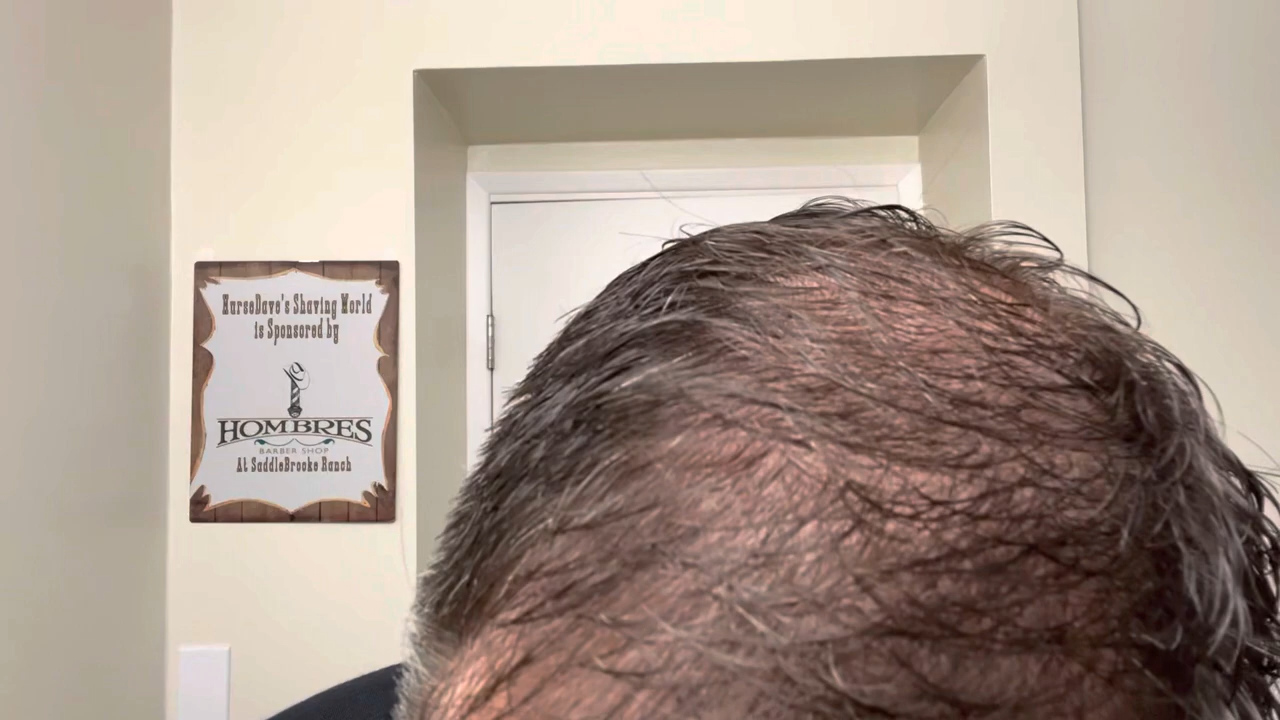 NurseDave's Shaving World
is Sponsored by
HOMBRES
BARBER SHOP
At SaddleBrooke Ranch